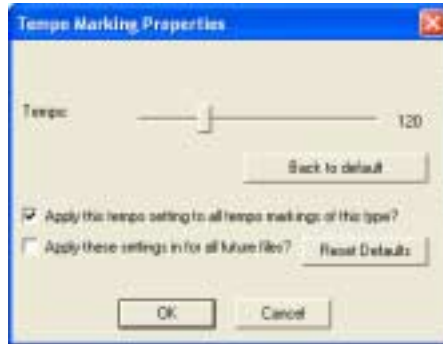 Tempo Marking Properties
Tempo:
120
Back to default
Apply this tempo setting to all tempo markings of this type?
Apply these settings in for all future files?
Reset Defaults
OK
Cancel